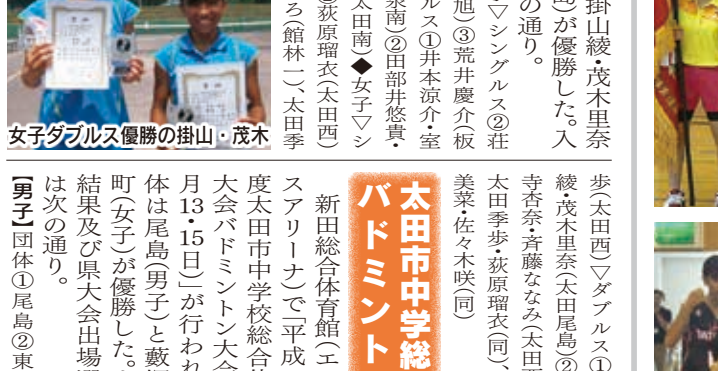 掛山綾・茂木里奈
)が優勝した。入
の通り。
▽シングルス②荘
旭)③荒井慶介(板
ルス①井本涼介・室
泉南)②田部井悠貴・
太田南)◆女子▽シ
荻原瑠衣(太田西)
ろ(館林一)、太田季
女子ダブルス優勝の掛山・茂木
歩(太田西)▽ダブルス①
綾・茂木里奈(太田尾島)②
寺杏奈・斉藤ななみ(太田西
太田季歩・荻原瑠衣(同)、
美菜・佐々木咲(同)
太田市中学総
バドミント
新田総合体育館(エ
スアリーナ)で「平成
度太田市中学校総合体
大会バドミントン大会
月13・15日)」が行われ
体は尾島(男子)と藪
町(女子)が優勝した。
結果及び県大会出場
は次の通り。
【男子】団体①尾島②東